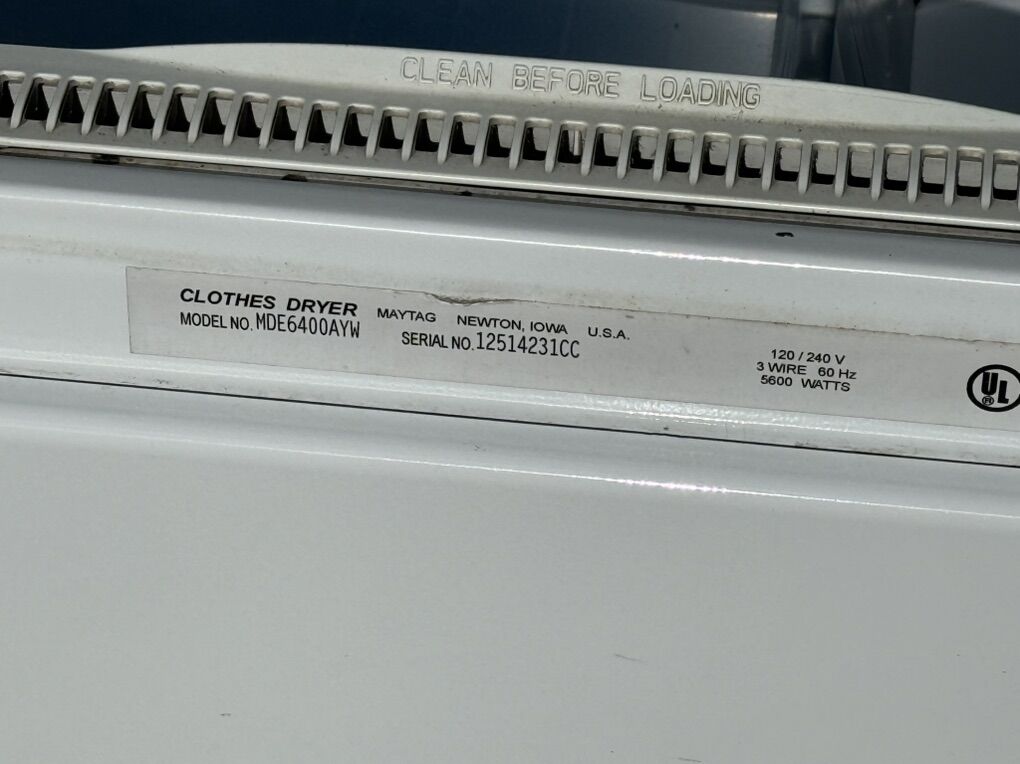 CLEAN BEFORE LOADING
CLOTHES DRYER MAYTAG NEWTON, IOWA U.S.A.
MODEL NO. MDE6400AYW SERIAL NO. 12514231CC
120 / 240 V
3 WIRE 60 Hz
5600 WATTS
UL